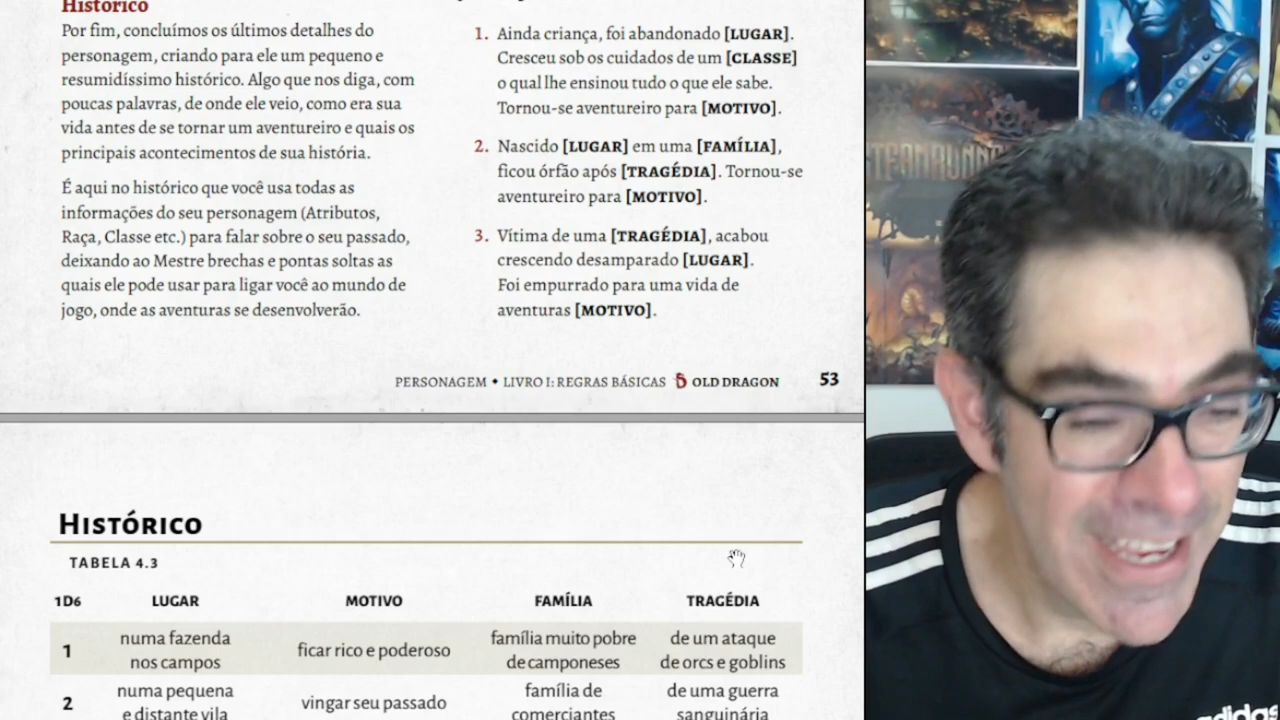 Histórico
Por fim, concluímos os últimos detalhes do
personagem, criando para ele um pequeno e
resumidíssimo histórico. Algo que nos diga, com
poucas palavras, de onde ele veio, como era sua
vida antes de se tornar um aventureiro e quais os
principais acontecimentos de sua história.
É aqui no histórico que você usa todas as
informações do seu personagem (Atributos,
Raça, Classe etc.) para falar sobre o seu passado,
deixando ao Mestre brechas e pontas soltas as
quais ele pode usar para ligar você ao mundo de
jogo, onde as aventuras se desenvolverão.
1. Ainda criança, foi abandonado [LUGAR].
Cresceu sob os cuidados de um [CLASSE]
o qual lhe ensinou tudo o que ele sabe.
Tornou-se aventureiro para [MOTIVO].
2. Nascido [LUGAR] em uma [FAMÍLIA],
ficou órfão após [TRAGÉDIA]. Tornou-se
aventureiro para [MOTIVO].
3. Vítima de uma [TRAGÉDIA], acabou
crescendo desamparado [LUGAR].
Foi empurrado para uma vida de
aventuras [MOTIVO].
PERSONAGEM • LIVRO I: REGRAS BÁSICAS OLD DRAGON 53
HISTÓRICO
TABELA 4.3
1D6 LUGAR MOTIVO FAMÍLIA TRAGÉDIA
1 numa fazenda nos campos ficar rico e poderoso família muito pobre de camponeses de um ataque de orcs e goblins
2 numa pequena e distante vila vingar seu passado família de comerciantes de uma guerra sanguinária
adidas